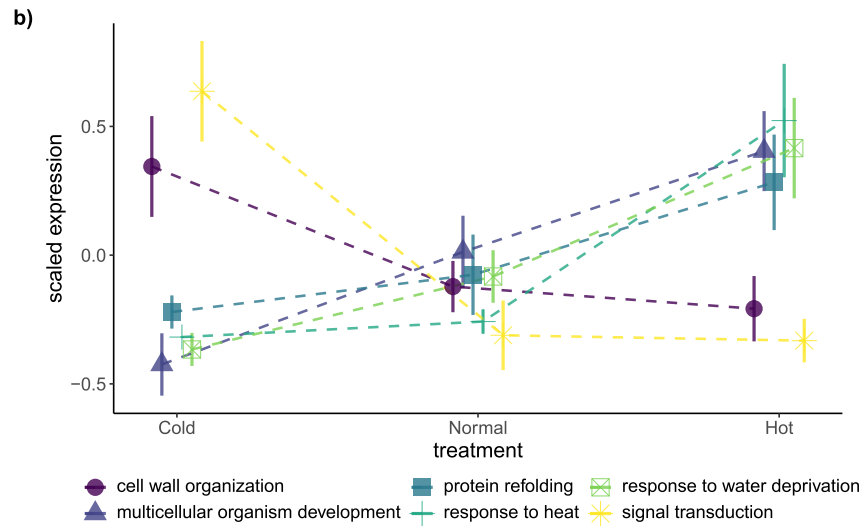 b)
scaled expression
0.5
0.0
−0.5
Cold Normal Hot
treatment
cell wall organization protein refolding response to water deprivation
multicellular organism development response to heat signal transduction